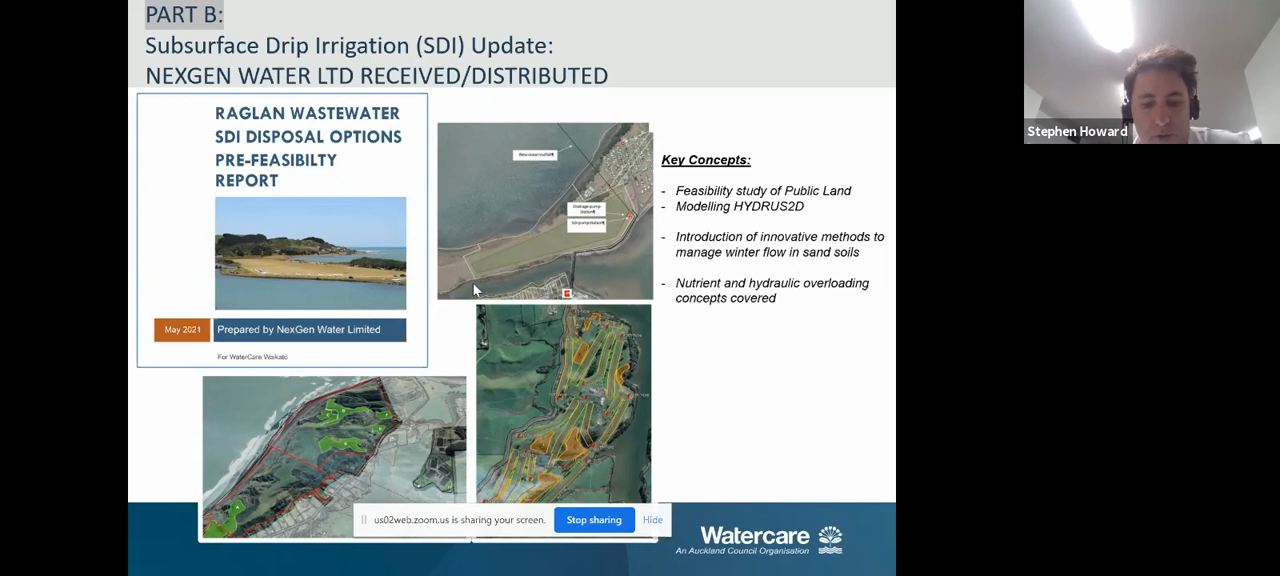 PART B:
Subsurface Drip Irrigation (SDI) Update:
NEXGEN WATER LTD RECEIVED/DISTRIBUTED
RAGLAN WASTEWATER
SDI DISPOSAL OPTIONS
PRE-FEASIBILTY
REPORT
May 2021
Prepared by NexGen Water Limited
For WaterCare Waikato
Key Concepts:
- Feasibility study of Public Land
- Modelling HYDRUS2D
- Introduction of innovative methods to
manage winter flow in sand soils
- Nutrient and hydraulic overloading
concepts covered
us02web.zoom.us is sharing your screen.
Stop sharing
Hide
Watercare
An Auckland Council Organisation
Stephen Howard